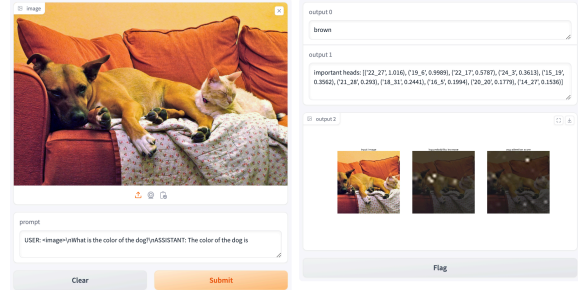 image
prompt
USER: <image>\nWhat is the color of the dog?\nASSISTANT: The color of the dog is
Clear
Submit
output 0
brown
output 1
important heads: [('22_27', 1.016), ('19_6', 0.9989), ('22_17', 0.5787), ('24_3', 0.3613), ('15_19',
0.3562), ('21_28', 0.293), ('18_31', 0.2441), ('16_5', 0.1994), ('20_20', 0.1779), ('14_27', 0.1536)]
output 2
Flag